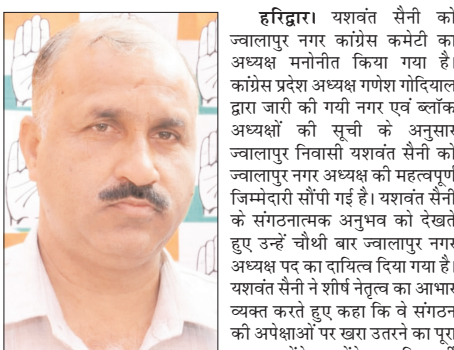 हरिद्वार। यशवंत सैनी को
ज्वालापुर नगर कांग्रेस कमेटी का
अध्यक्ष मनोनीत किया गया है।
कांग्रेस प्रदेश अध्यक्ष गणेश गोदियाल
द्वारा जारी की गयी नगर एवं ब्लॉक
अध्यक्षों की सूची के अनुसार
ज्वालापुर निवासी यशवंत सैनी को
ज्वालापुर नगर अध्यक्ष की महत्वपूर्ण
जिम्मेदारी सौंपी गई है। यशवंत सैनी
के संगठनात्मक अनुभव को देखते
हुए उन्हें चौथी बार ज्वालापुर नगर
अध्यक्ष पद का दायित्व दिया गया है।
यशवंत सैनी ने शीर्ष नेतृत्व का आभार
व्यक्त करते हुए कहा कि वे संगठन
की अपेक्षाओं पर खरा उतरने का पूरा